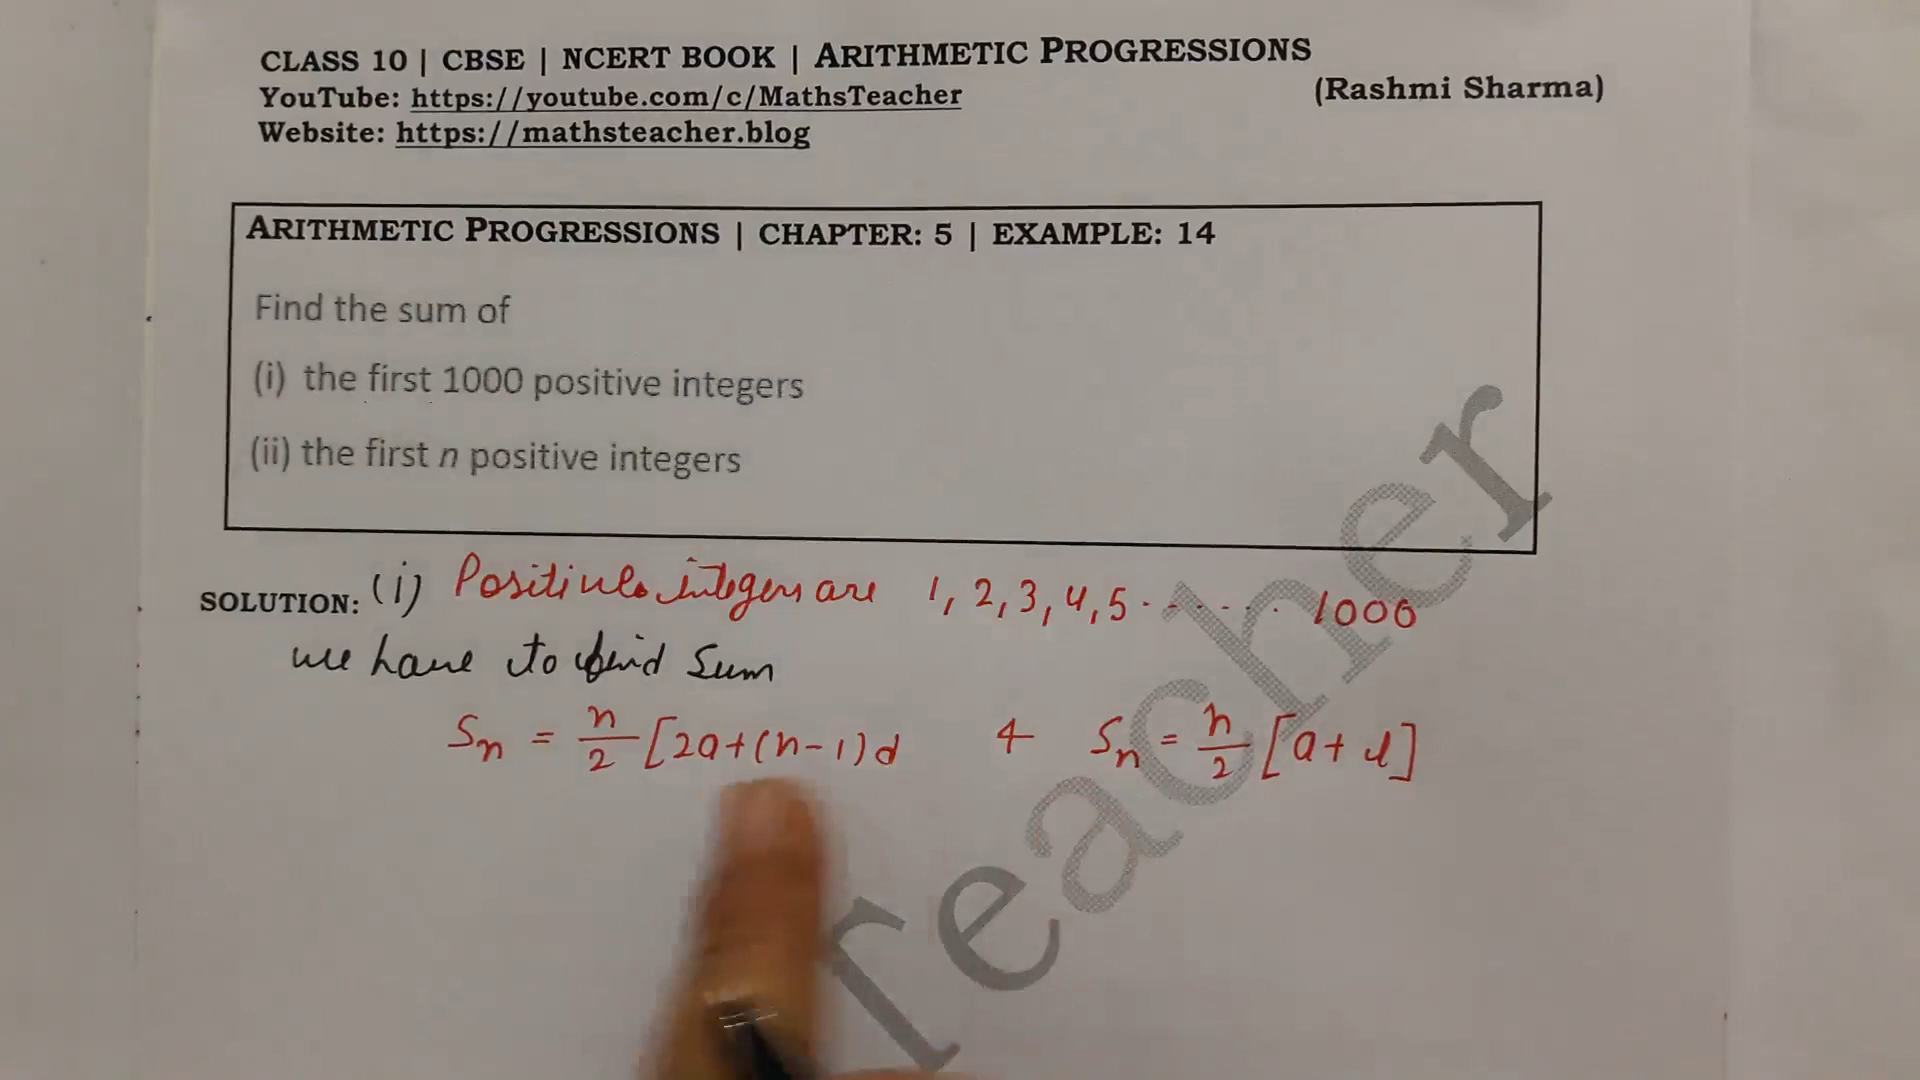 CLASS 10 | CBSE | NCERT BOOK | ARITHMETIC PROGRESSIONS
YouTube: https://youtube.com/c/MathsTeacher (Rashmi Sharma)
Website: https://mathsteacher.blog
ARITHMETIC PROGRESSIONS | CHAPTER: 5 | EXAMPLE: 14
Find the sum of
(i) the first 1000 positive integers
(ii) the first n positive integers
SOLUTION: (i) Positive integers are 1, 2, 3, 4, 5 . . . . . . 1000
we have to find Sum
Sn = n/2 [2a+(n-1)d & Sn = n/2 [a+l]
eacher